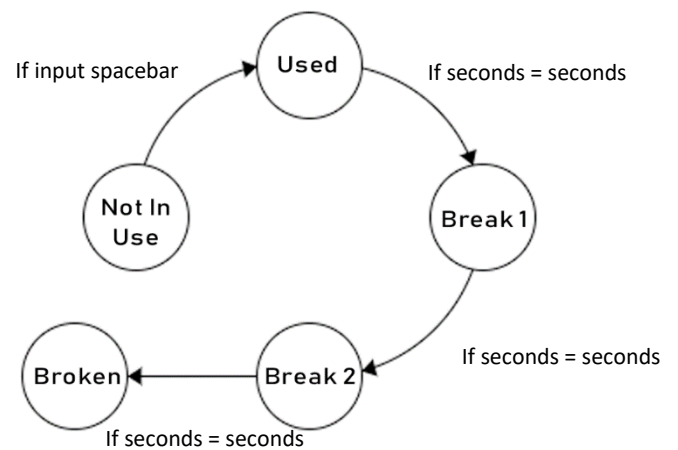 Used
If input spacebar
If seconds = seconds
Not In
Use
Break 1
If seconds = seconds
Broken
Break 2
If seconds = seconds